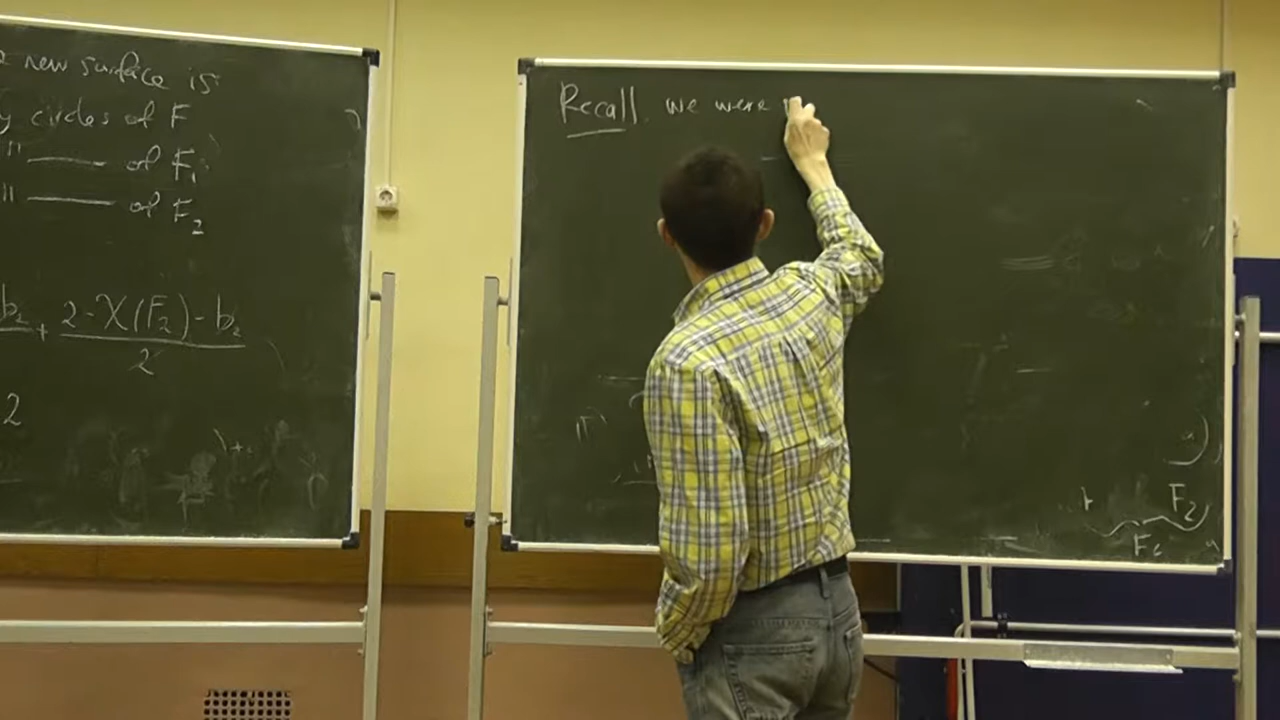 new surface is:
circles of F
" —— of F₁
" —— of F₂
b₂ + 2 - χ(F₂) - b₂
2
2
Recall. we were
F₂